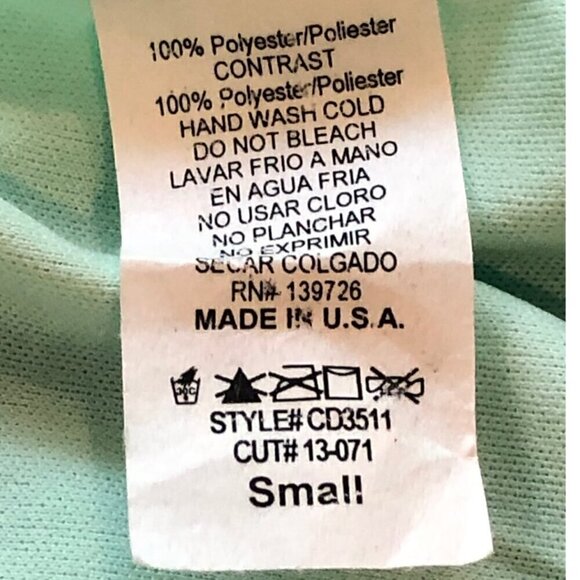 100% Polyester/Poliester
CONTRAST
100% Polyester/Poliester
HAND WASH COLD
DO NOT BLEACH
LAVAR FRIO A MANO
EN AGUA FRIA
NO USAR CLORO
NO PLANCHAR
NO EXPRIMIR
SECAR COLGADO
RN# 139726
MADE IN U.S.A.
STYLE# CD3511
CUT# 13-071
Small